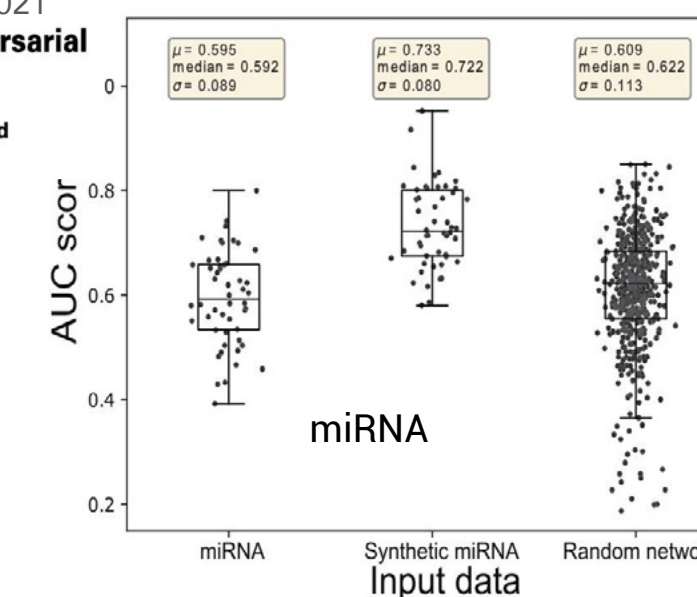 021
rsarial
d
μ = 0.595
median = 0.592
σ = 0.089
μ = 0.733
median = 0.722
σ = 0.080
μ = 0.609
median = 0.622
σ = 0.113
0
0.8
0.6
0.4
0.2
AUC scor
miRNA
miRNA
Synthetic miRNA
Random netwo
Input data